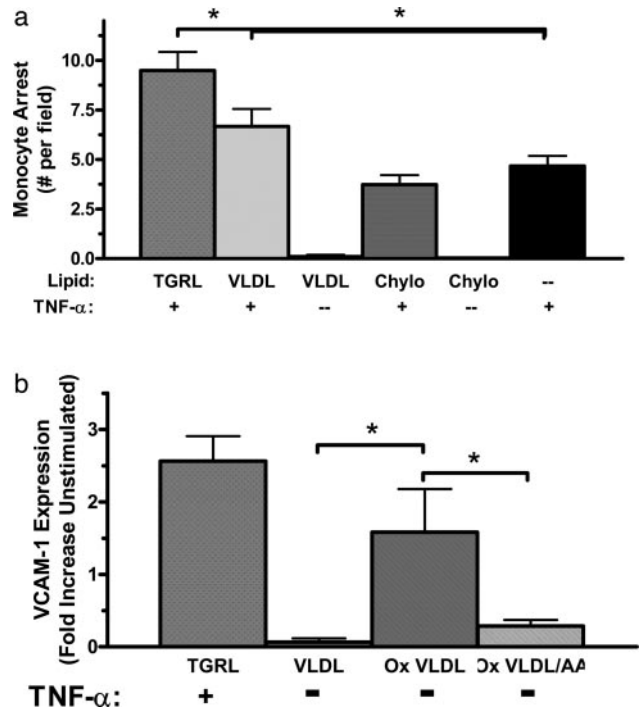 a
*
*
10.0
7.5
5.0
2.5
0.0
Monocyte Arrest
(# per field)
Lipid: TGRL VLDL VLDL Chylo Chylo --
TNF-α: + + -- + -- +
b
*
*
3
2
1
0
VCAM-1 Expression
(Fold Increase Unstimulated)
TGRL VLDL Ox VLDL Ox VLDL/AA
TNF-α: + - - -